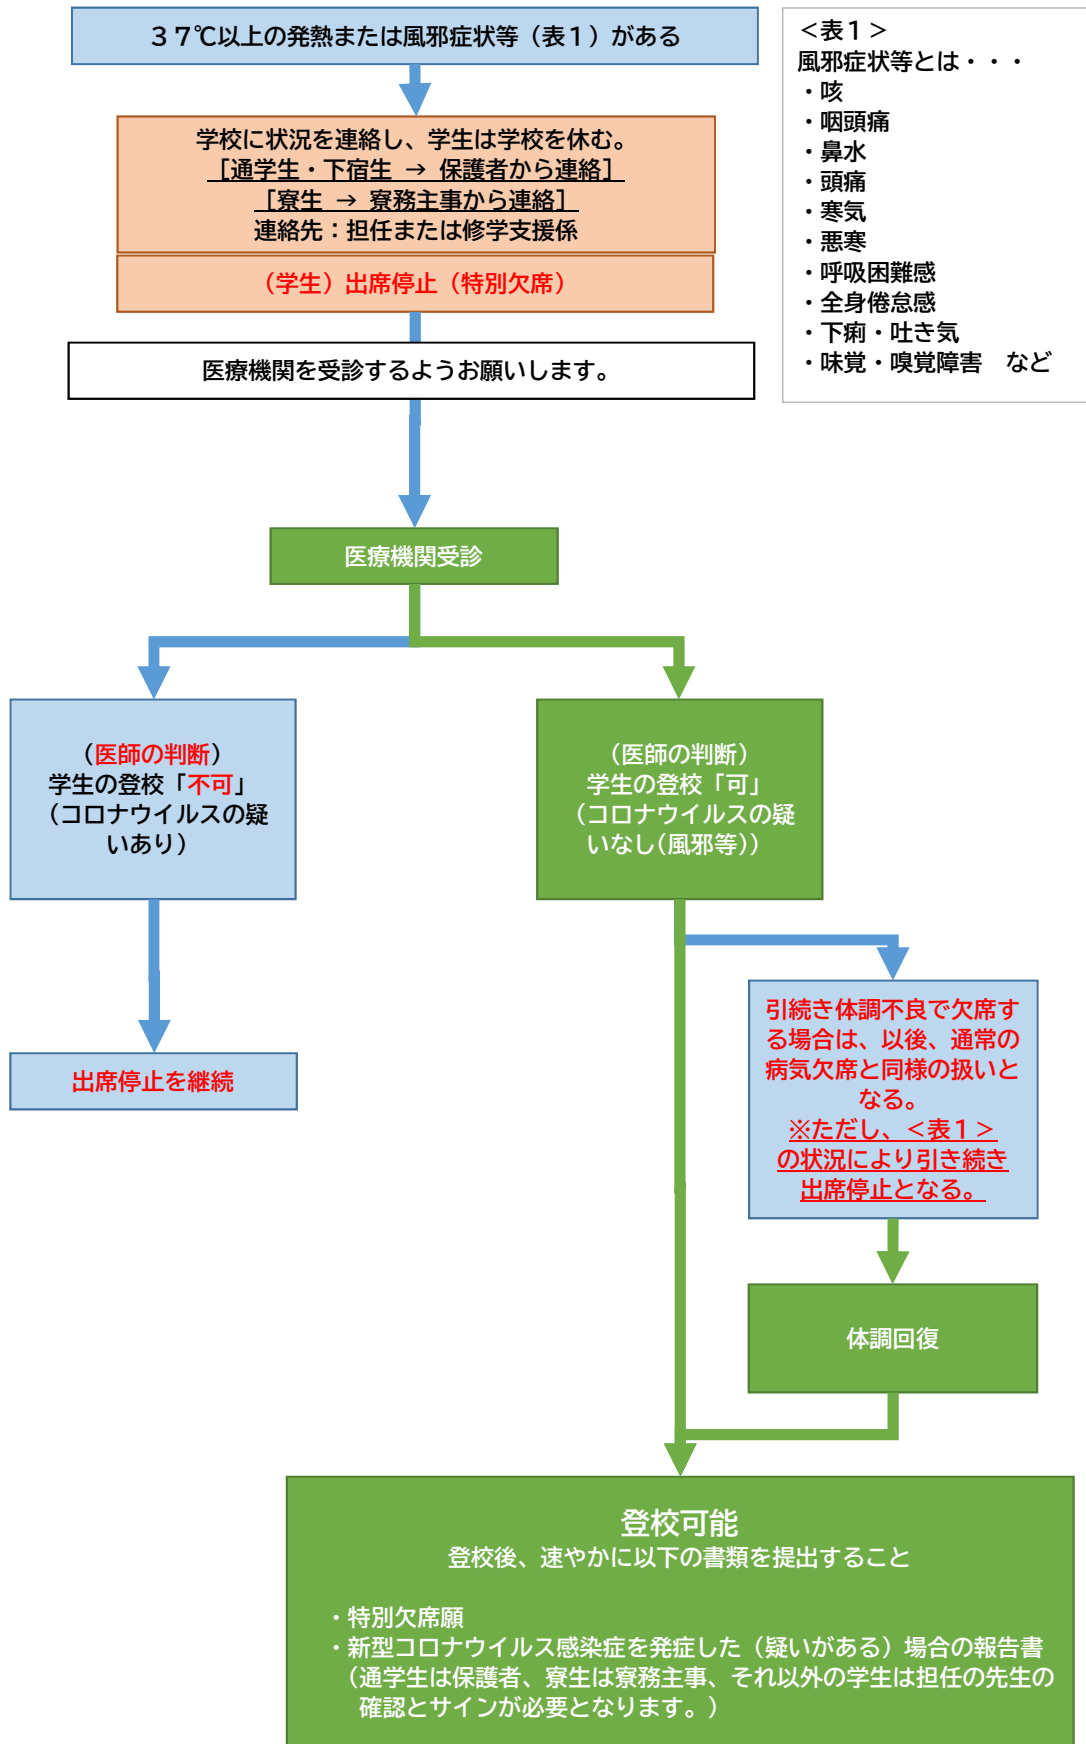 ３７℃以上の発熱または風邪症状等（表１）がある
＜表１＞
風邪症状等とは・・・
・咳
・咽頭痛
・鼻水
・頭痛
・寒気
・悪寒
・呼吸困難感
・全身倦怠感
・下痢・吐き気
・味覚・嗅覚障害　など
学校に状況を連絡し、学生は学校を休む。
［通学生・下宿生 → 保護者から連絡］
［寮生 → 寮務主事から連絡］
連絡先：担任または修学支援係
（学生）出席停止（特別欠席）
医療機関を受診するようお願いします。
医療機関受診
（医師の判断）
学生の登校「不可」
（コロナウイルスの疑
いあり）
（医師の判断）
学生の登校「可」
（コロナウイルスの疑
いなし(風邪等)）
出席停止を継続
引続き体調不良で欠席す
る場合は、以後、通常の
病気欠席と同様の扱いと
なる。
※ただし、＜表１＞
の状況により引き続き
出席停止となる。
体調回復
登校可能
登校後、速やかに以下の書類を提出すること
・特別欠席願
・新型コロナウイルス感染症を発症した（疑いがある）場合の報告書
（通学生は保護者、寮生は寮務主事、それ以外の学生は担任の先生の
確認とサインが必要となります。）